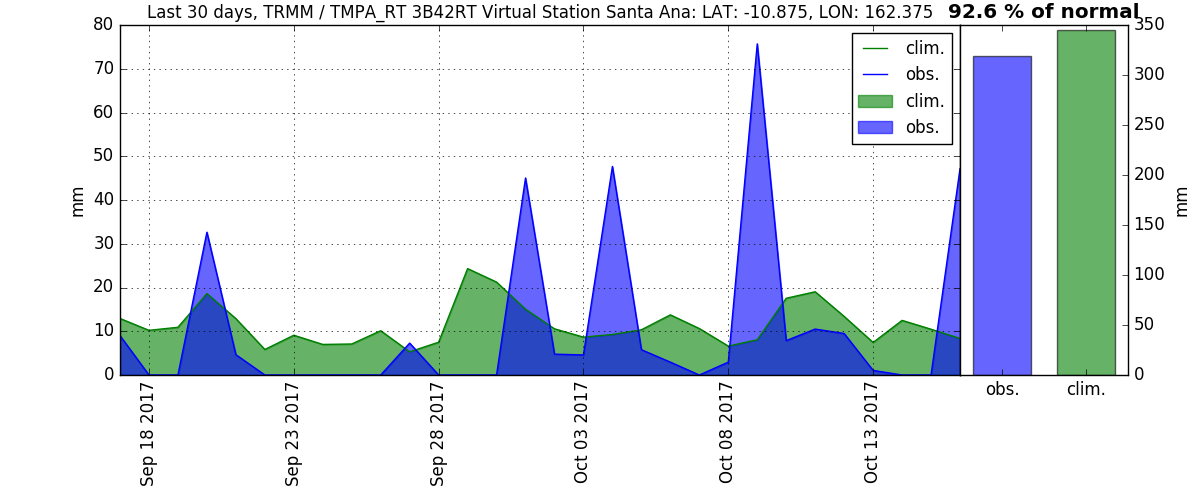 Last 30 days, TRMM / TMPA_RT 3B42RT Virtual Station Santa Ana: LAT: -10.875, LON: 162.375
92.6 % of normal
80
70
60
50
40
30
20
10
0
mm
clim.
obs.
clim.
obs.
Sep 18 2017
Sep 23 2017
Sep 28 2017
Oct 03 2017
Oct 08 2017
Oct 13 2017
350
300
250
200
150
100
50
0
mm
obs.
clim.